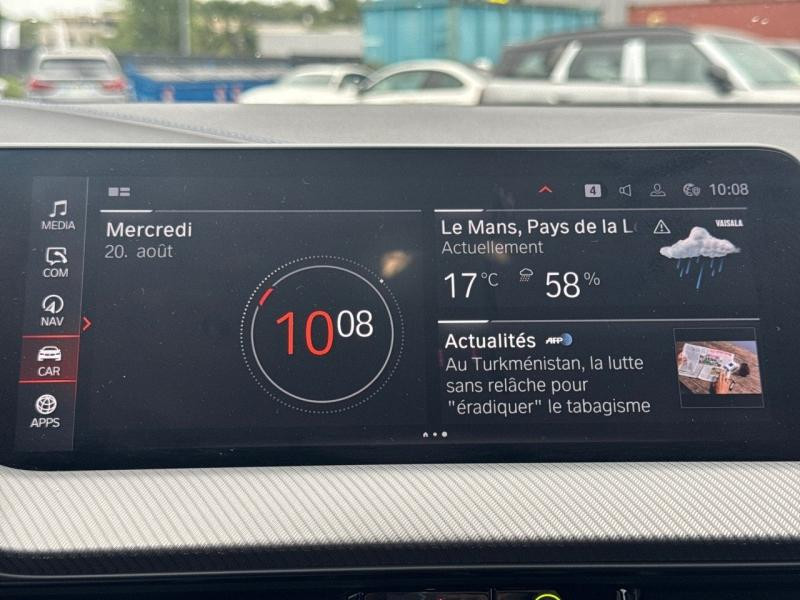 4
10:08
MEDIA
COM
NAV
CAR
APPS
Mercredi
20. août
10 08
Le Mans, Pays de la L
Actuellement
VAISALA
17 °C
58 %
Actualités AFP
Au Turkménistan, la lutte
sans relâche pour
"éradiquer" le tabagisme